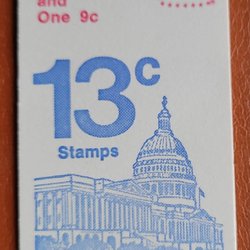 and
One 9c
13c
Stamps